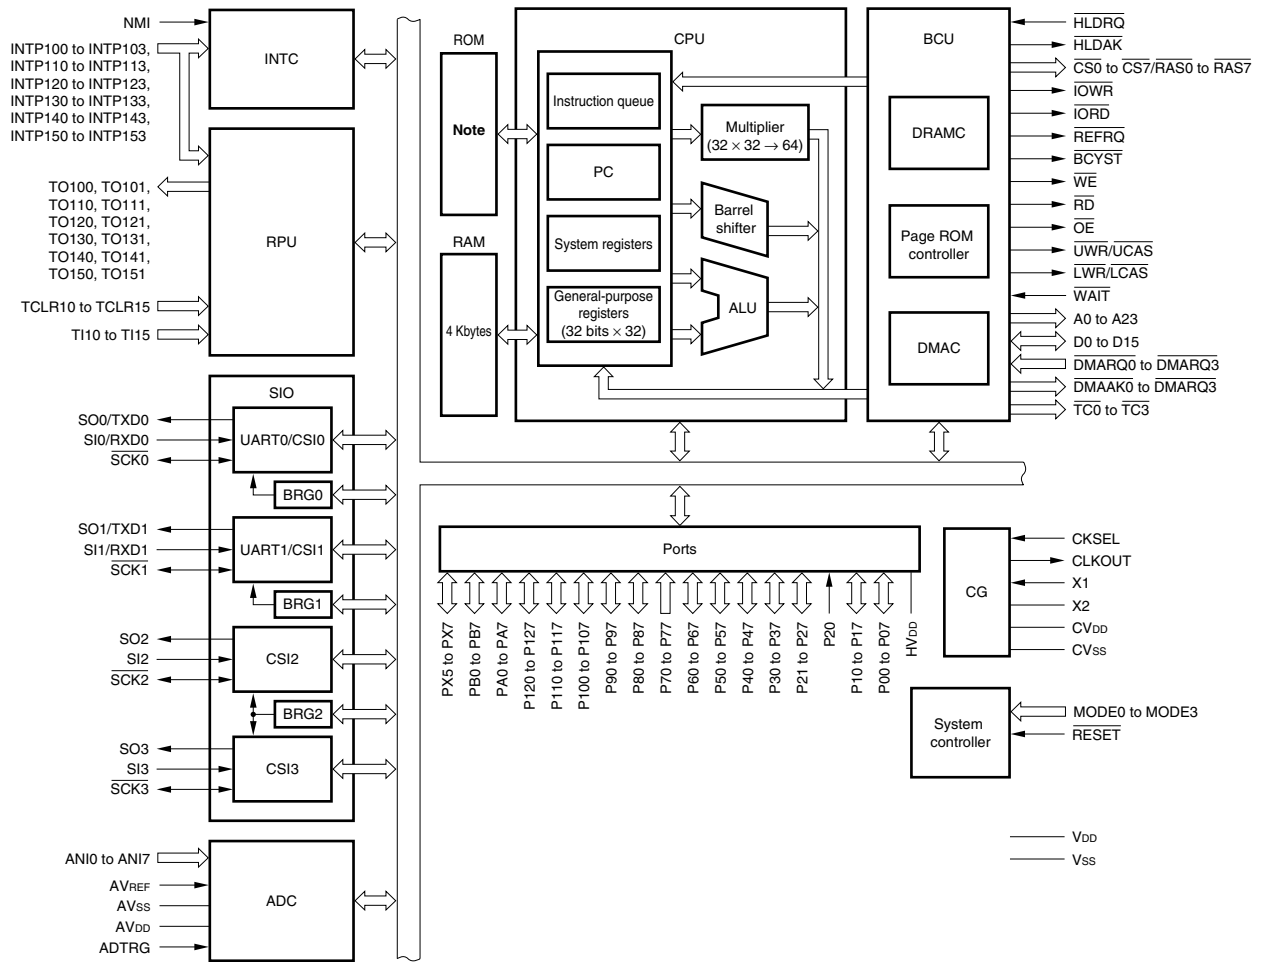 NMI
INTP100 to INTP103,
INTP110 to INTP113,
INTP120 to INTP123,
INTP130 to INTP133,
INTP140 to INTP143,
INTP150 to INTP153
TO100, TO101,
TO110, TO111,
TO120, TO121,
TO130, TO131,
TO140, TO141,
TO150, TO151
TCLR10 to TCLR15
TI10 to TI15
INTC
RPU
SIO
SO0/TXD0
SI0/RXD0
SCK0
UART0/CSI0
BRG0
SO1/TXD1
SI1/RXD1
SCK1
UART1/CSI1
BRG1
SO2
SI2
SCK2
CSI2
BRG2
SO3
SI3
SCK3
CSI3
ANI0 to ANI7
AVREF
AVSS
AVDD
ADTRG
ADC
ROM
Note
RAM
4 Kbytes
CPU
Instruction queue
PC
System registers
General-purpose
registers
(32 bits × 32)
Multiplier
(32 × 32 → 64)
Barrel
shifter
ALU
BCU
DRAMC
Page ROM
controller
DMAC
HLDRQ
HLDAK
CS0 to CS7/RAS0 to RAS7
IOWR
IORD
REFRQ
BCYST
WE
RD
OE
UWR/UCAS
LWR/LCAS
WAIT
A0 to A23
D0 to D15
DMARQ0 to DMARQ3
DMAAK0 to DMARQ3
TC0 to TC3
Ports
PX5 to PX7
PB0 to PB7
PA0 to PA7
P120 to P127
P110 to P117
P100 to P107
P90 to P97
P80 to P87
P70 to P77
P60 to P67
P50 to P57
P40 to P47
P30 to P37
P21 to P27
P20
P10 to P17
P00 to P07
HVDD
CG
CKSEL
CLKOUT
X1
X2
CVDD
CVSS
System
controller
MODE0 to MODE3
RESET
VDD
VSS